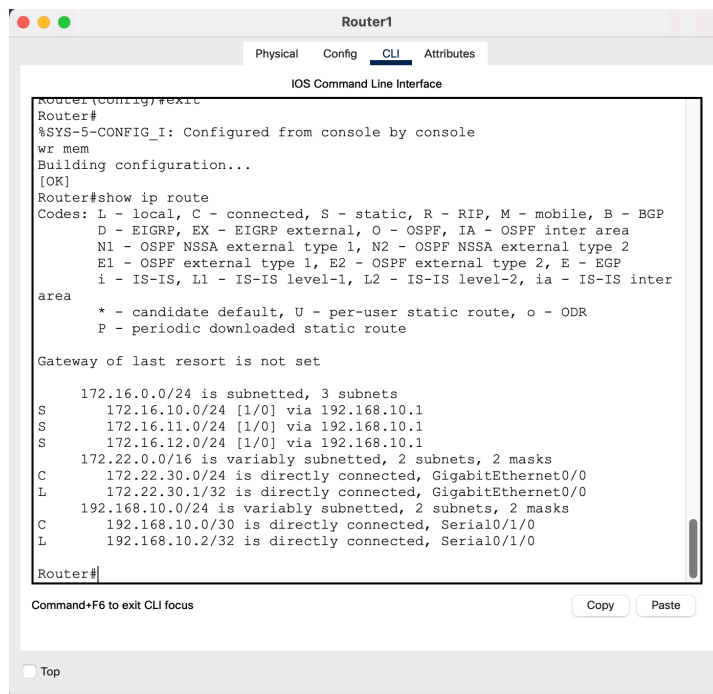 Router1
Physical Config CLI Attributes
IOS Command Line Interface
Router(config)#exit
Router#
%SYS-5-CONFIG_I: Configured from console by console
wr mem
Building configuration...
[OK]
Router#show ip route
Codes: L - local, C - connected, S - static, R - RIP, M - mobile, B - BGP
       D - EIGRP, EX - EIGRP external, O - OSPF, IA - OSPF inter area
       N1 - OSPF NSSA external type 1, N2 - OSPF NSSA external type 2
       E1 - OSPF external type 1, E2 - OSPF external type 2, E - EGP
       i - IS-IS, L1 - IS-IS level-1, L2 - IS-IS level-2, ia - IS-IS inter
area
       * - candidate default, U - per-user static route, o - ODR
       P - periodic downloaded static route
Gateway of last resort is not set
     172.16.0.0/24 is subnetted, 3 subnets
S       172.16.10.0/24 [1/0] via 192.168.10.1
S       172.16.11.0/24 [1/0] via 192.168.10.1
S       172.16.12.0/24 [1/0] via 192.168.10.1
     172.22.0.0/16 is variably subnetted, 2 subnets, 2 masks
C       172.22.30.0/24 is directly connected, GigabitEthernet0/0
L       172.22.30.1/32 is directly connected, GigabitEthernet0/0
     192.168.10.0/24 is variably subnetted, 2 subnets, 2 masks
C       192.168.10.0/30 is directly connected, Serial0/1/0
L       192.168.10.2/32 is directly connected, Serial0/1/0
Router#
Command+F6 to exit CLI focus
Copy Paste
Top